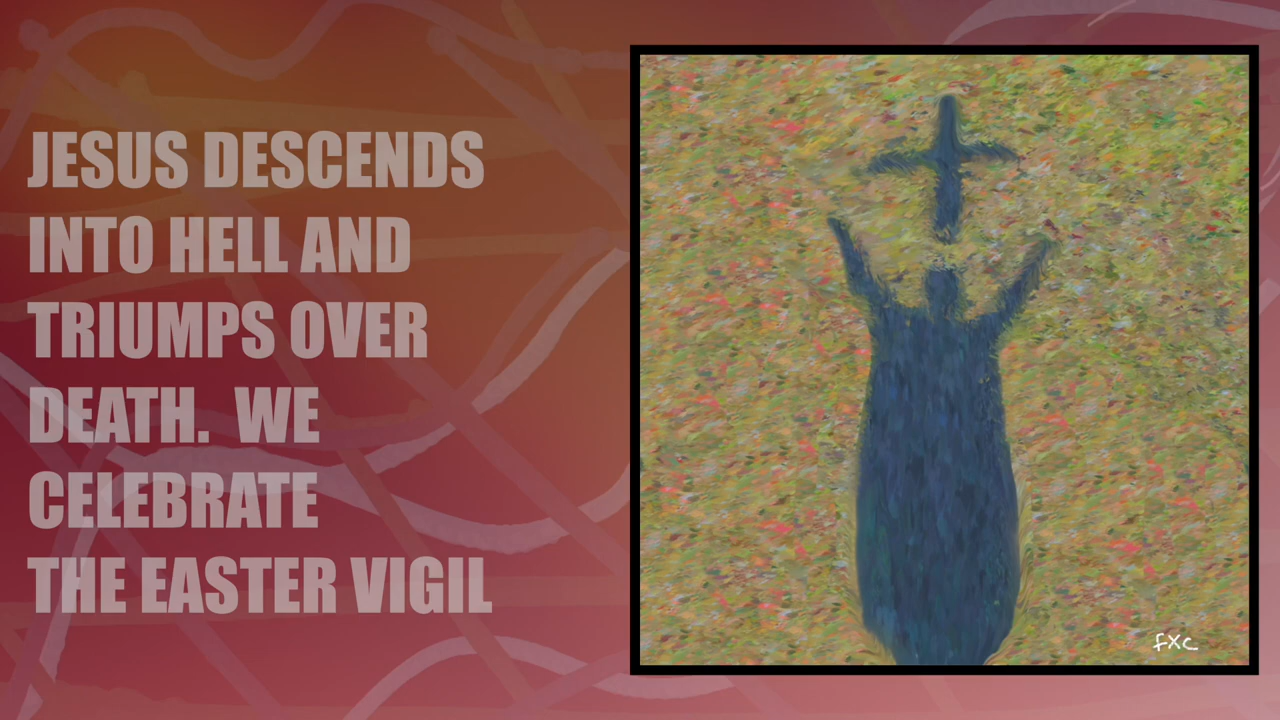 JESUS DESCENDS
INTO HELL AND
TRIUMPS OVER
DEATH.  WE
CELEBRATE
THE EASTER VIGIL
fxc